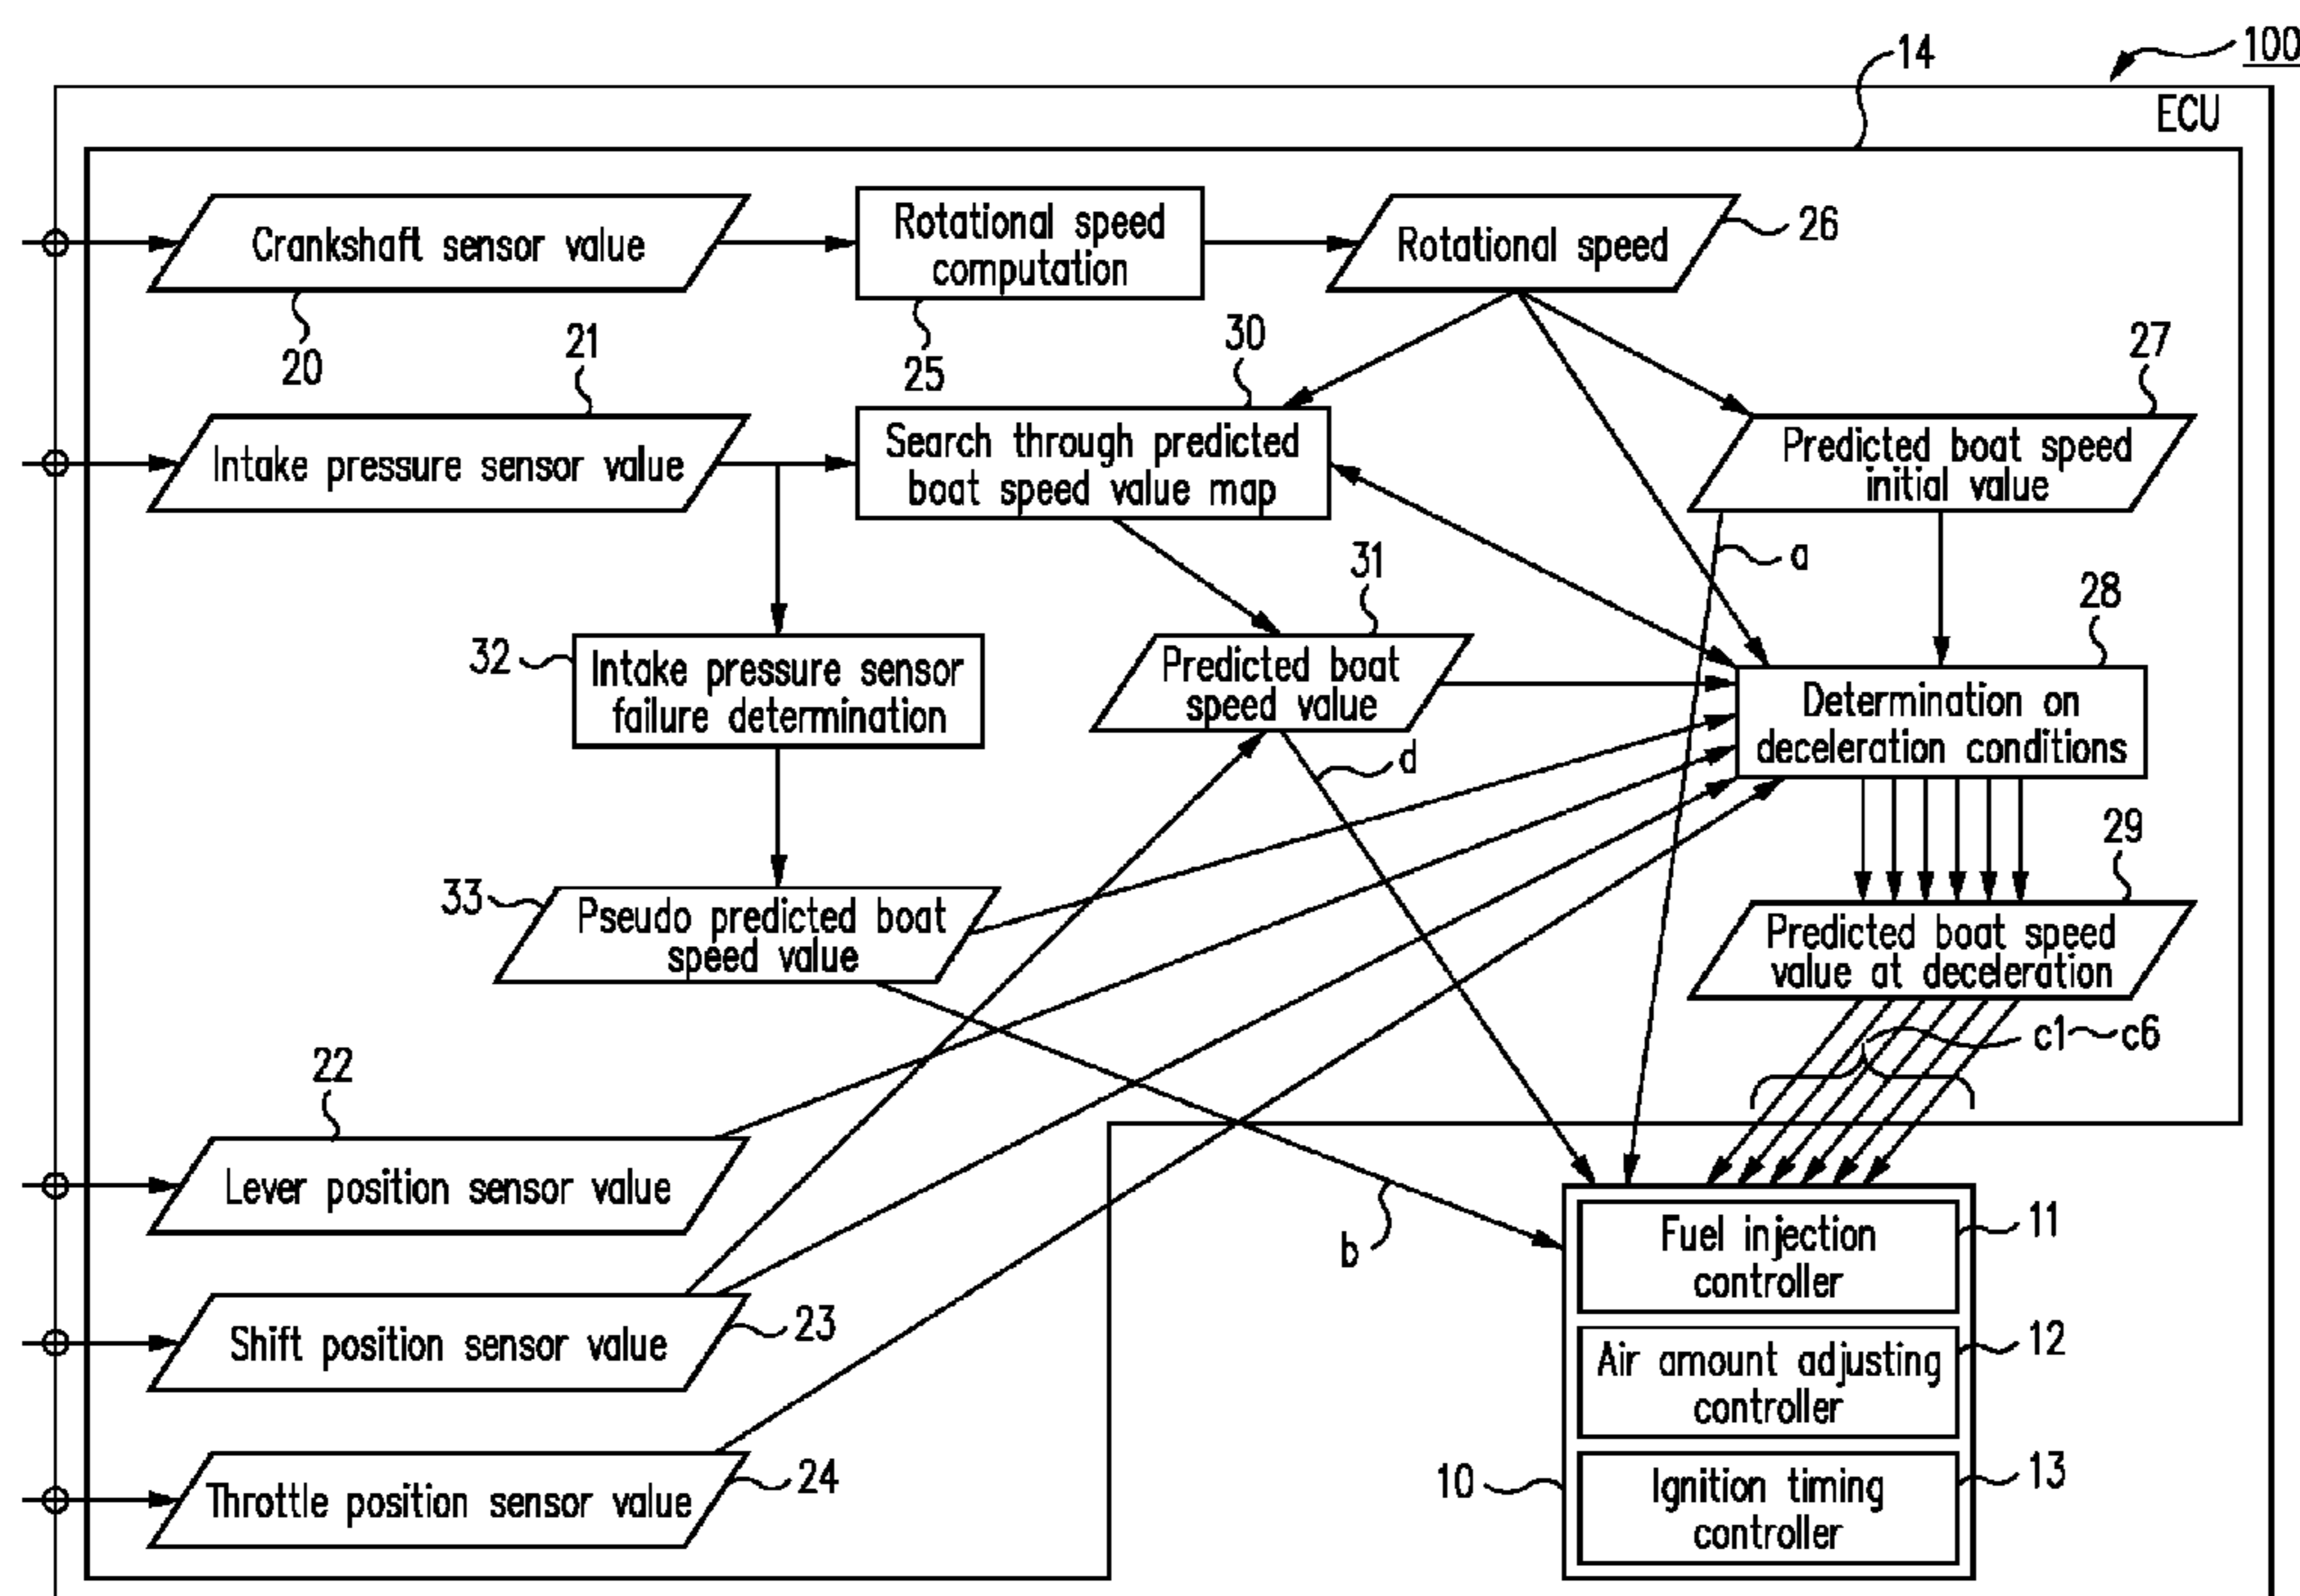 100
14
ECU
Crankshaft sensor value
20
Rotational speed
computation
25
Rotational speed
26
21
Intake pressure sensor value
30
Search through predicted
boat speed value map
27
Predicted boat speed
initial value
a
31
Predicted boat
speed value
28
Determination on
deceleration conditions
32
Intake pressure sensor
failure determination
d
29
Predicted boat speed
value at deceleration
33
Pseudo predicted boat
speed value
c1~c6
22
Lever position sensor value
b
Fuel injection
controller
11
Shift position sensor value
23
Air amount adjusting
controller
12
Throttle position sensor value
24
10
Ignition timing
controller
13